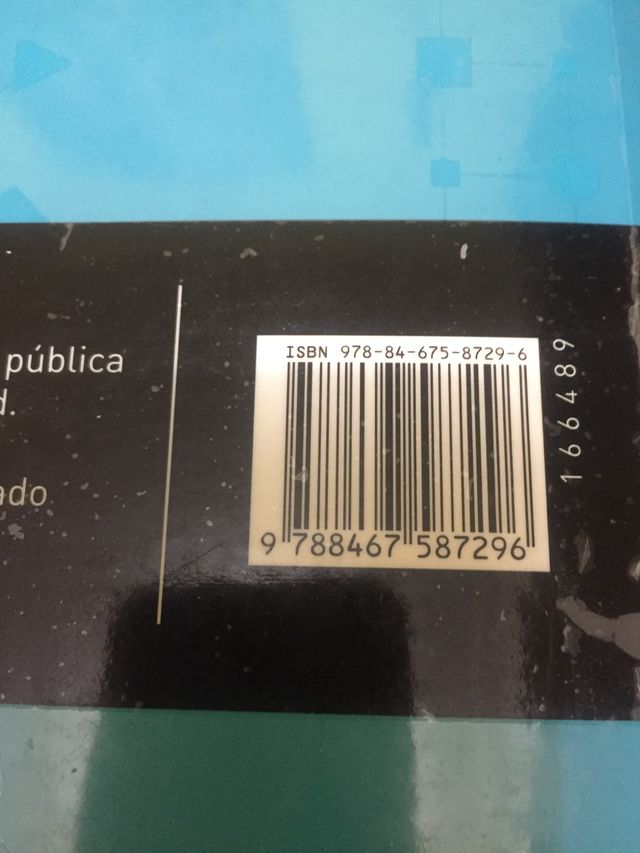 pública
d.
ado
ISBN 978-84-675-8729-6
9 788467 587296
166489